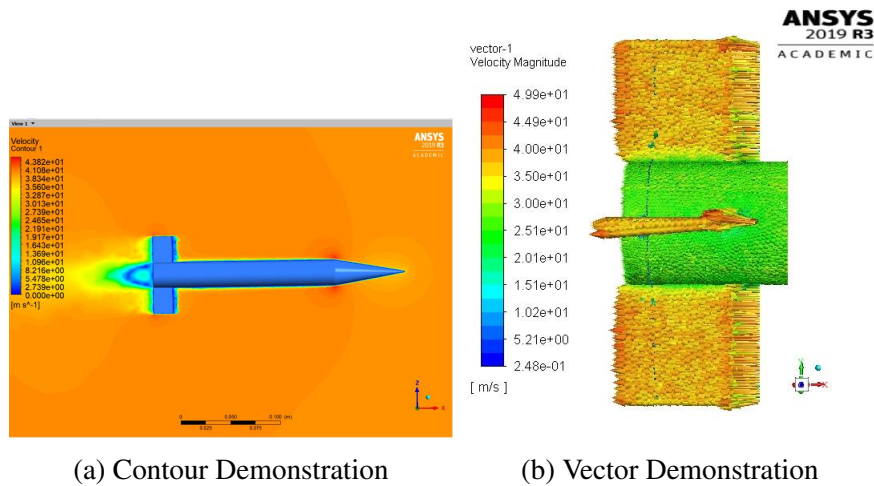 View 1
Velocity
Contour 1
4.382e+01
4.108e+01
3.834e+01
3.560e+01
3.287e+01
3.013e+01
2.739e+01
2.465e+01
2.191e+01
1.917e+01
1.643e+01
1.369e+01
1.096e+01
8.216e+00
5.478e+00
2.739e+00
0.000e+00
[m s^-1]
ANSYS
2019 R3
ACADEMIC
Z
X
0
0.050
0.100 (m)
0.025
0.075
vector-1
Velocity Magnitude
4.99e+01
4.49e+01
4.00e+01
3.50e+01
3.00e+01
2.51e+01
2.01e+01
1.51e+01
1.02e+01
5.21e+00
2.48e-01
[ m/s ]
ANSYS
2019 R3
ACADEMIC
Y
X
(a) Contour Demonstration
(b) Vector Demonstration